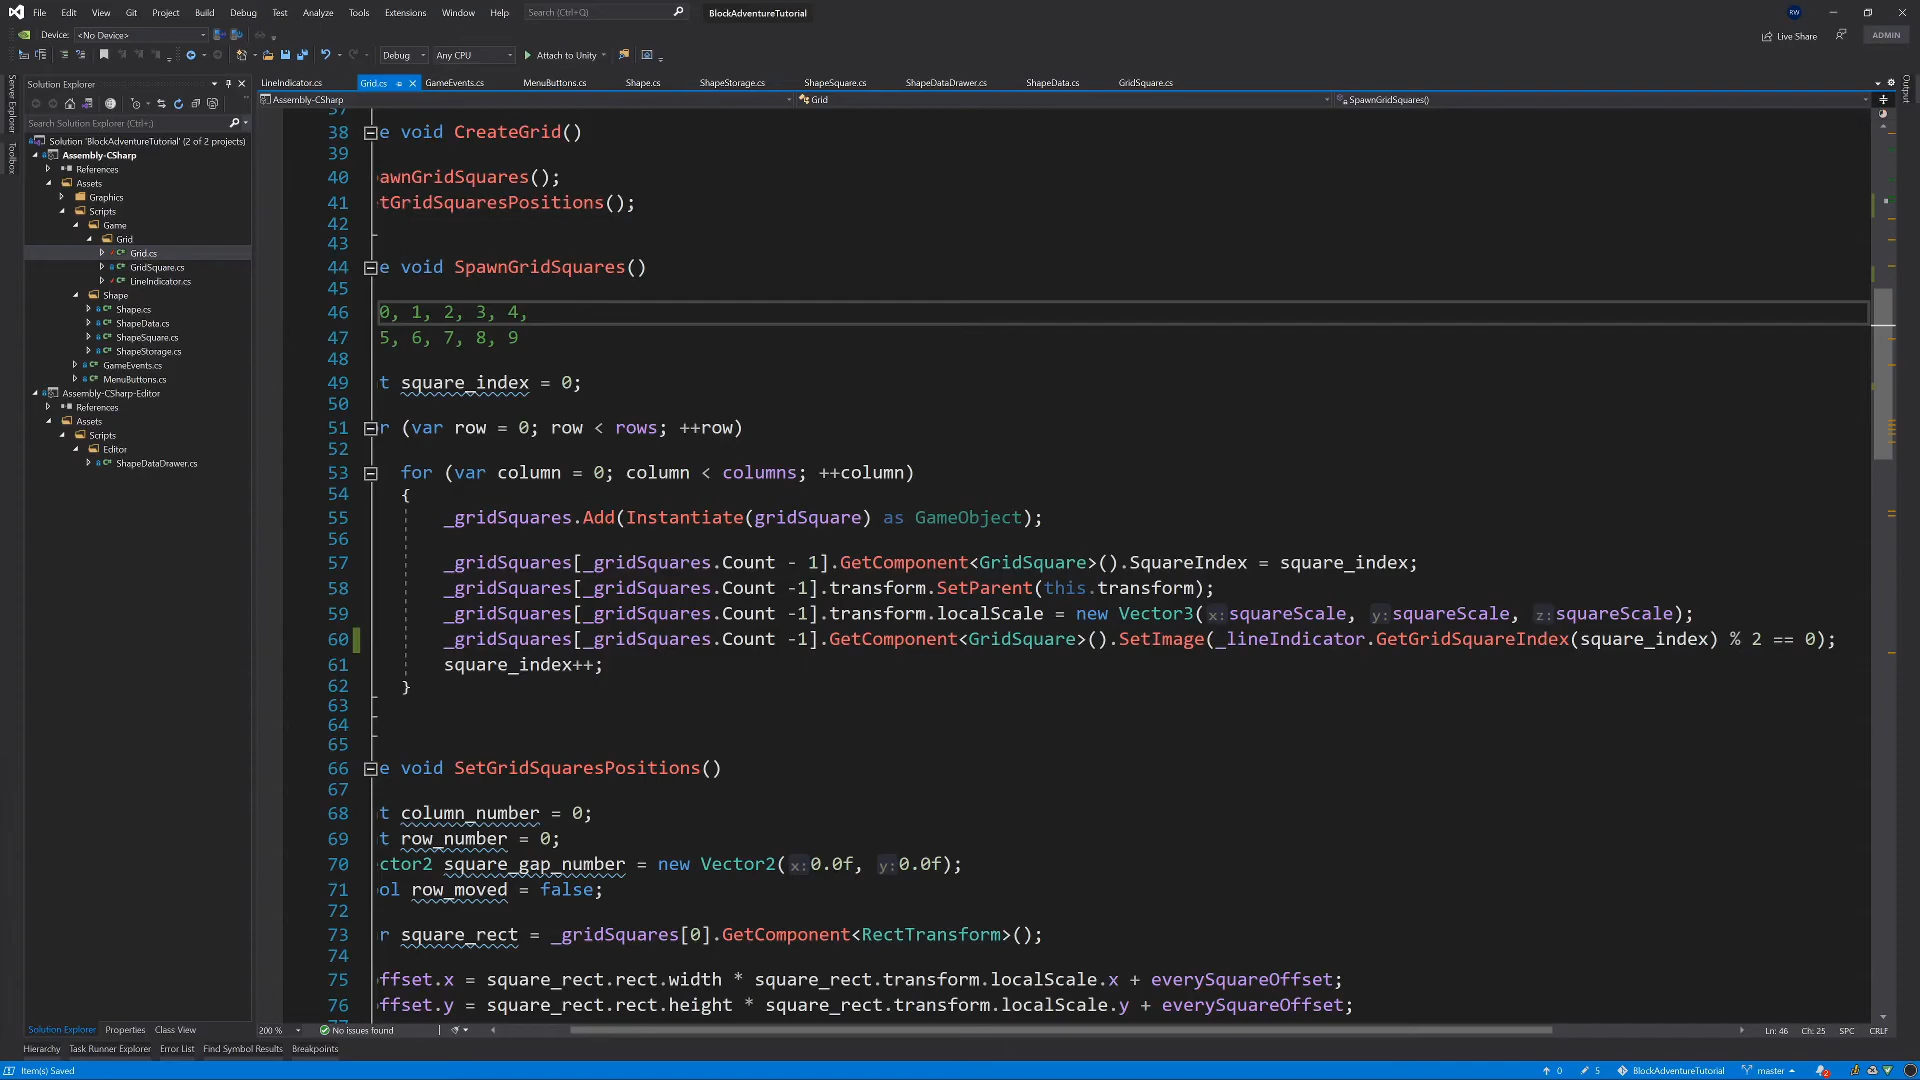 File Edit View Git Project Build Debug Test Analyze Tools Extensions Window Help Search (Ctrl+Q) BlockAdventureTutorial RW
Device: <No Device> Live Share ADMIN
Debug Any CPU Attach to Unity
Server Explorer
Toolbox
Output
Solution Explorer
Search Solution Explorer (Ctrl+;)
Solution 'BlockAdventureTutorial' (2 of 2 projects)
Assembly-CSharp
References
Assets
Graphics
Scripts
Game
Grid
Grid.cs
GridSquare.cs
LineIndicator.cs
Shape
Shape.cs
ShapeData.cs
ShapeSquare.cs
ShapeStorage.cs
GameEvents.cs
MenuButtons.cs
Assembly-CSharp-Editor
References
Assets
Scripts
Editor
ShapeDataDrawer.cs
Solution Explorer Properties Class View
LineIndicator.cs Grid.cs GameEvents.cs MenuButtons.cs Shape.cs ShapeStorage.cs ShapeSquare.cs ShapeDataDrawer.cs ShapeData.cs GridSquare.cs
Assembly-CSharp Grid SpawnGridSquares()
37
38 e void CreateGrid()
39
40 awnGridSquares();
41 tGridSquaresPositions();
42
43
44 e void SpawnGridSquares()
45
46 0, 1, 2, 3, 4,
47 5, 6, 7, 8, 9
48
49 t square_index = 0;
50
51 r (var row = 0; row < rows; ++row)
52
53 for (var column = 0; column < columns; ++column)
54 {
55 _gridSquares.Add(Instantiate(gridSquare) as GameObject);
56
57 _gridSquares[_gridSquares.Count - 1].GetComponent<GridSquare>().SquareIndex = square_index;
58 _gridSquares[_gridSquares.Count -1].transform.SetParent(this.transform);
59 _gridSquares[_gridSquares.Count -1].transform.localScale = new Vector3(x:squareScale, y:squareScale, z:squareScale);
60 _gridSquares[_gridSquares.Count -1].GetComponent<GridSquare>().SetImage(_lineIndicator.GetGridSquareIndex(square_index) % 2 == 0);
61 square_index++;
62 }
63
64
65
66 e void SetGridSquaresPositions()
67
68 t column_number = 0;
69 t row_number = 0;
70 ctor2 square_gap_number = new Vector2(x:0.0f, y:0.0f);
71 ol row_moved = false;
72
73 r square_rect = _gridSquares[0].GetComponent<RectTransform>();
74
75 ffset.x = square_rect.rect.width * square_rect.transform.localScale.x + everySquareOffset;
76 ffset.y = square_rect.rect.height * square_rect.transform.localScale.y + everySquareOffset;
200 % No issues found Ln: 46 Ch: 25 SPC CRLF
Hierarchy Task Runner Explorer Error List Find Symbol Results Breakpoints
Item(s) Saved 0 5 BlockAdventureTutorial master 2